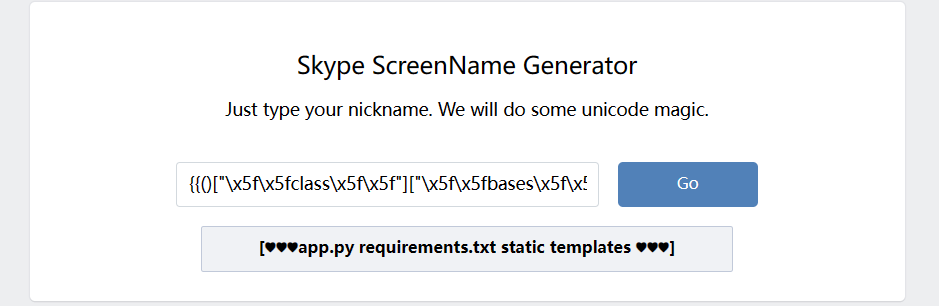 Skype ScreenName Generator
Just type your nickname. We will do some unicode magic.
{{()["\x5f\x5fclass\x5f\x5f"]["\x5f\x5fbases\x5f\x5
Go
[♥♥♥app.py requirements.txt static templates ♥♥♥]